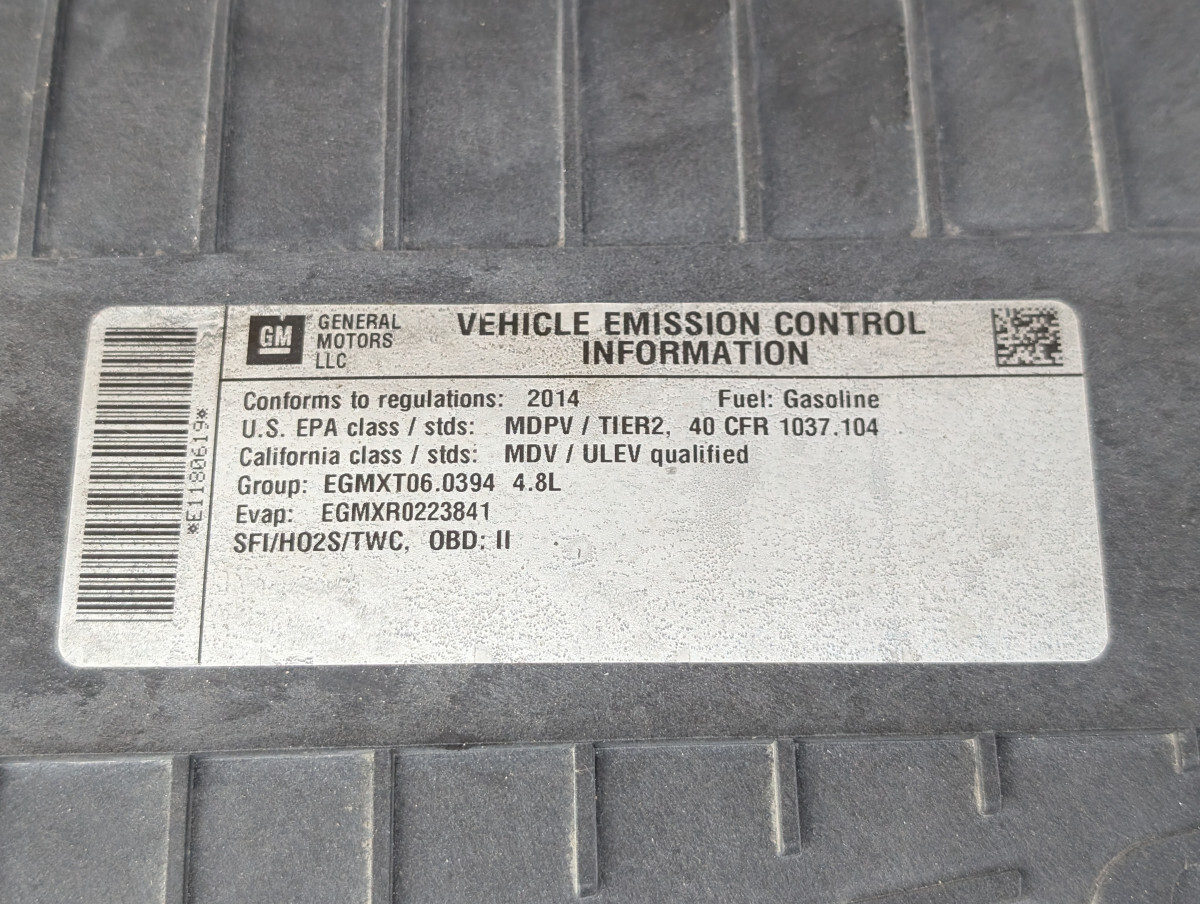 GM
GENERAL
MOTORS
LLC
VEHICLE EMISSION CONTROL
INFORMATION
Conforms to regulations: 2014 Fuel: Gasoline
U.S. EPA class / stds: MDPV / TIER2, 40 CFR 1037.104
California class / stds: MDV / ULEV qualified
Group: EGMXT06.0394 4.8L
Evap: EGMXR0223841
SFI/HO2S/TWC, OBD: II
*E1180619*